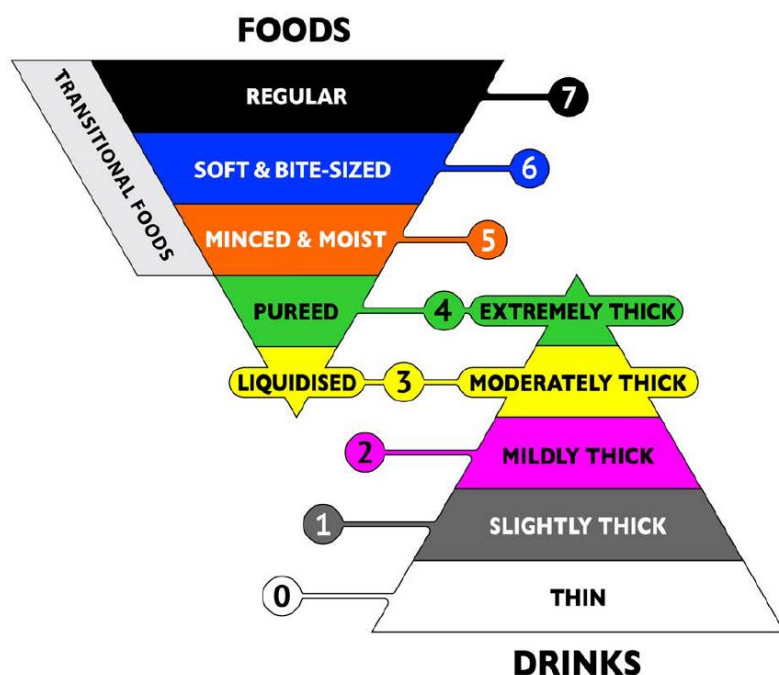 FOODS
TRANSITIONAL FOODS
REGULAR
7
SOFT & BITE-SIZED
6
MINCED & MOIST
5
PUREED
4
EXTREMELY THICK
LIQUIDISED
3
MODERATELY THICK
2
MILDLY THICK
1
SLIGHTLY THICK
0
THIN
DRINKS